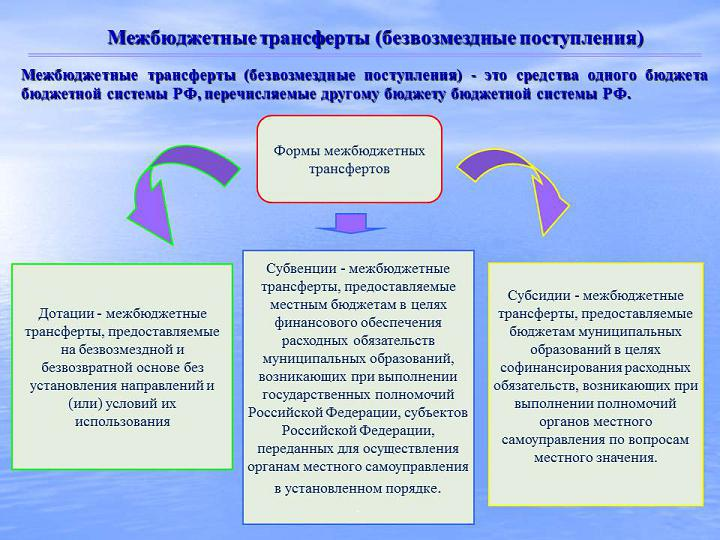 Межбюджетные трансферты (безвозмездные поступления)
Межбюджетные трансферты (безвозмездные поступления) - это средства одного бюджета
бюджетной системы РФ, перечисляемые другому бюджету бюджетной системы РФ.
Формы межбюджетных
трансфертов
Дотации - межбюджетные
трансферты, предоставляемые
на безвозмездной и
безвозвратной основе без
установления направлений и
(или) условий их
использования
Субвенции - межбюджетные
трансферты, предоставляемые
местным бюджетам в целях
финансового обеспечения
расходных обязательств
муниципальных образований,
возникающих при выполнении
государственных полномочий
Российской Федерации, субъектов
Российской Федерации,
переданных для осуществления
органам местного самоуправления
в установленном порядке.
Субсидии - межбюджетные
трансферты, предоставляемые
бюджетам муниципальных
образований в целях
софинансирования расходных
обязательств, возникающих при
выполнении полномочий
органов местного
самоуправления по вопросам
местного значения.